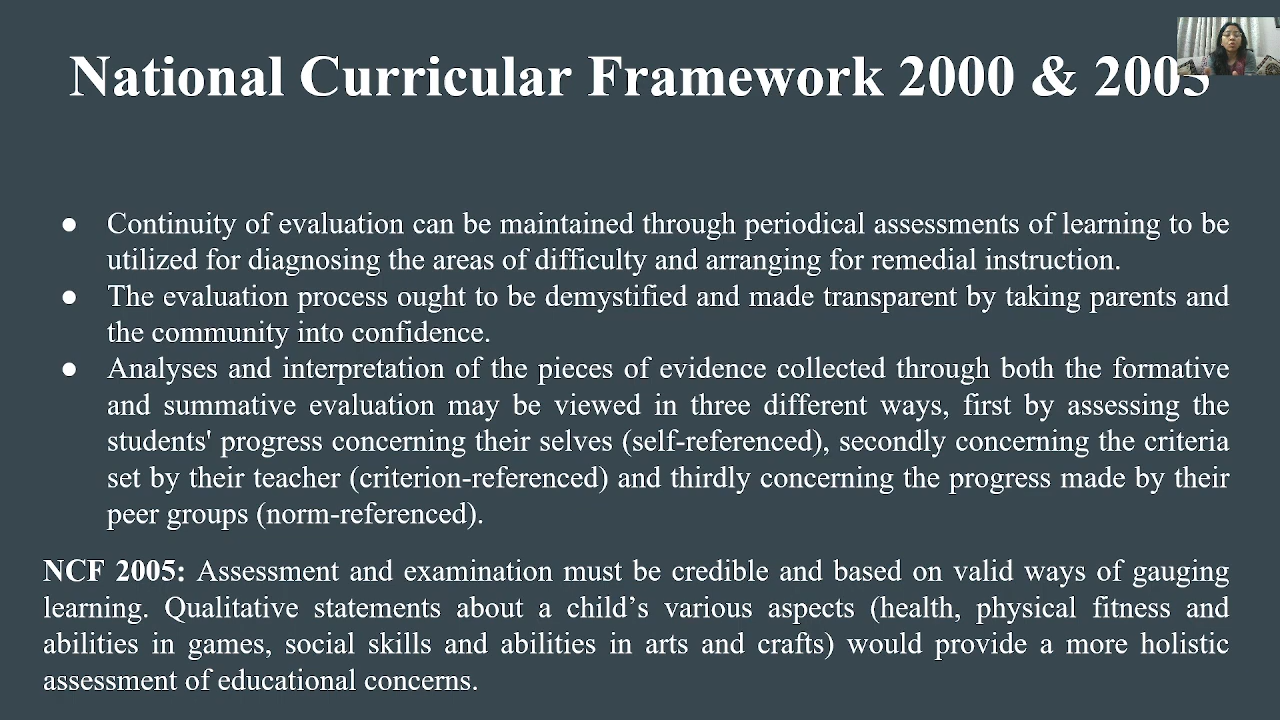 National Curricular Framework 2000 & 2005
● Continuity of evaluation can be maintained through periodical assessments of learning to be
utilized for diagnosing the areas of difficulty and arranging for remedial instruction.
● The evaluation process ought to be demystified and made transparent by taking parents and
the community into confidence.
● Analyses and interpretation of the pieces of evidence collected through both the formative
and summative evaluation may be viewed in three different ways, first by assessing the
students' progress concerning their selves (self-referenced), secondly concerning the criteria
set by their teacher (criterion-referenced) and thirdly concerning the progress made by their
peer groups (norm-referenced).
NCF 2005: Assessment and examination must be credible and based on valid ways of gauging
learning. Qualitative statements about a child’s various aspects (health, physical fitness and
abilities in games, social skills and abilities in arts and crafts) would provide a more holistic
assessment of educational concerns.